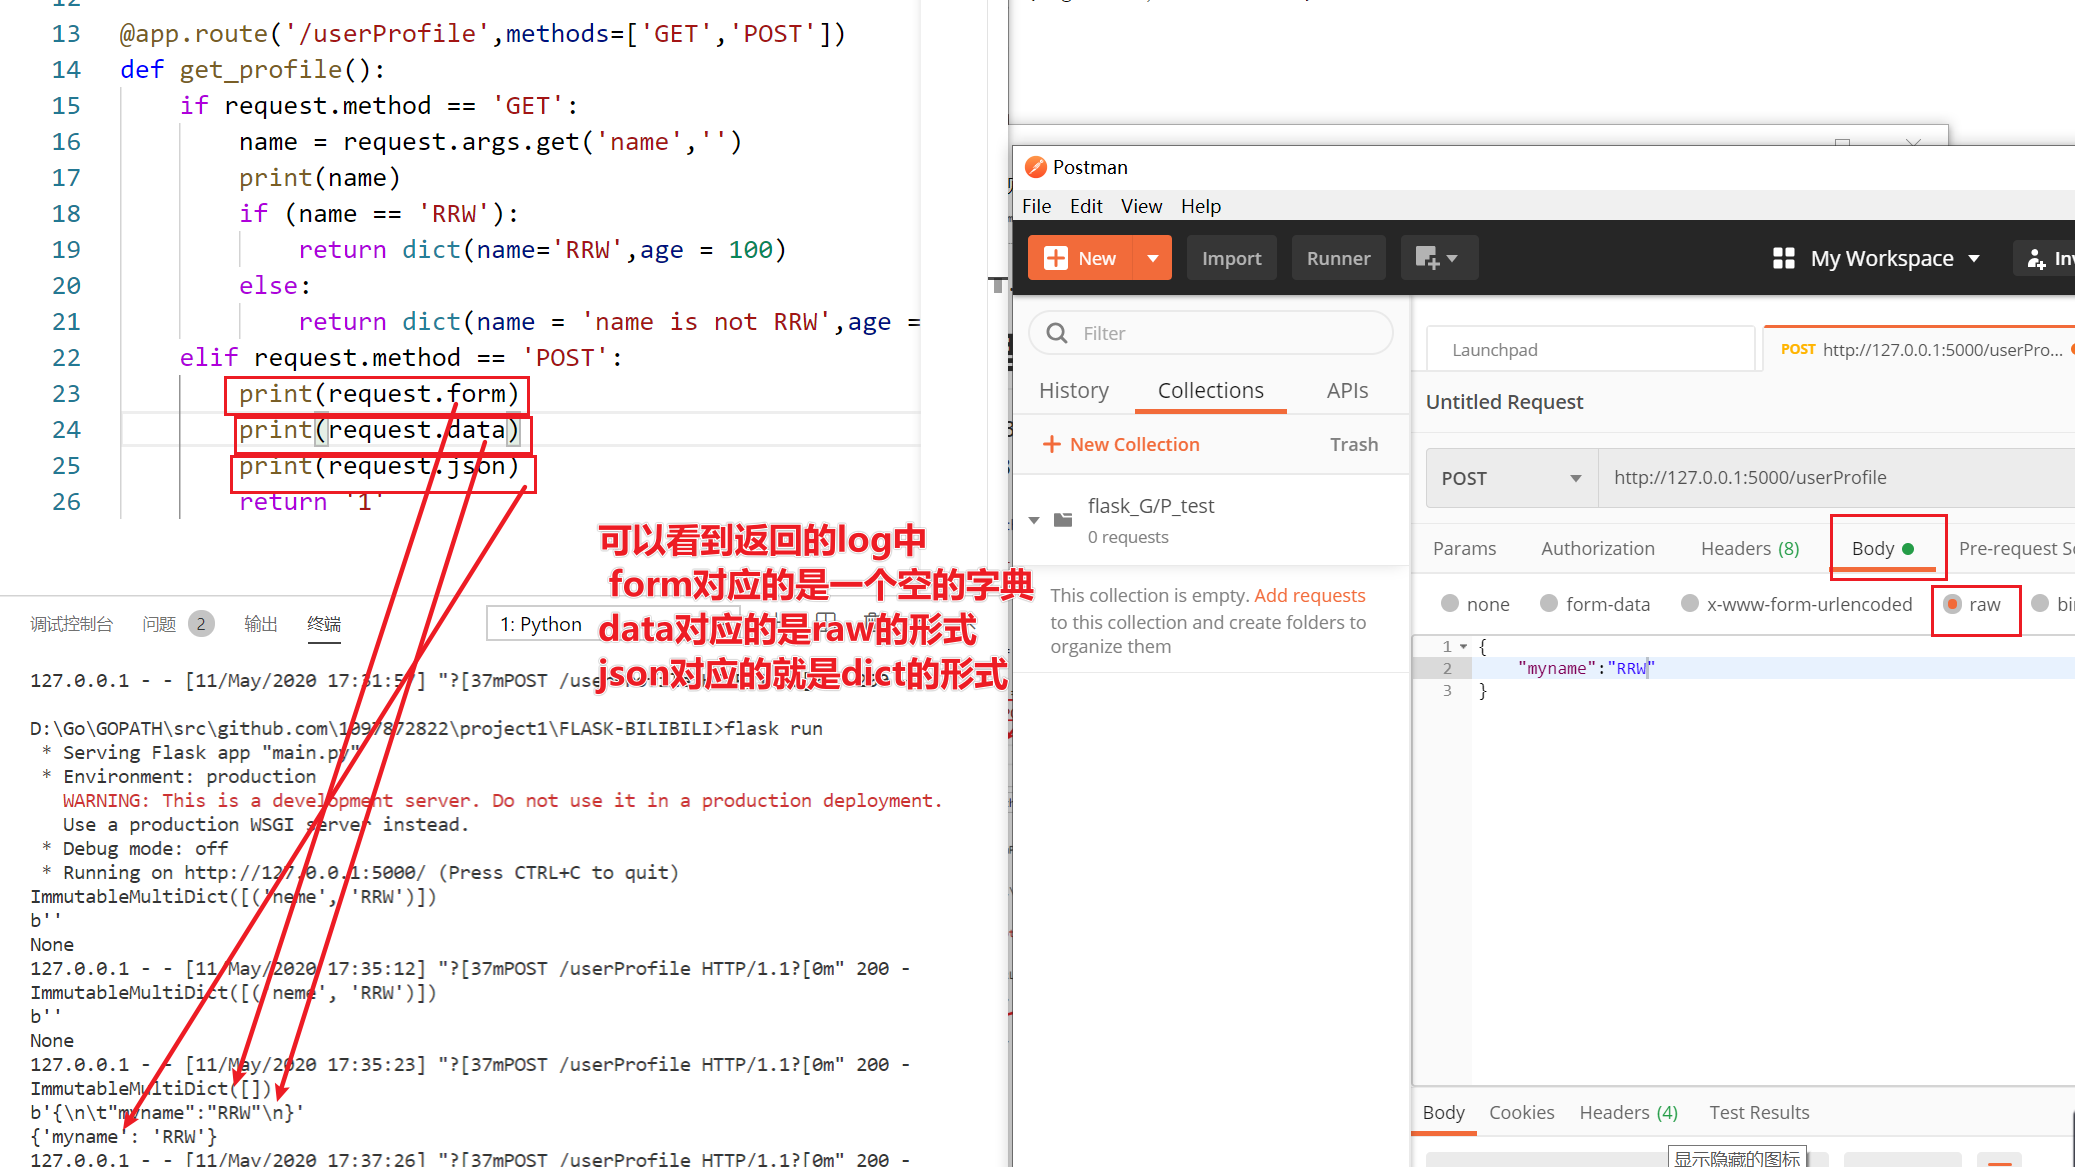 12
13 @app.route('/userProfile',methods=['GET','POST'])
14 def get_profile():
15 if request.method == 'GET':
16 name = request.args.get('name','')
17 print(name)
18 if (name == 'RRW'):
19 return dict(name='RRW',age = 100)
20 else:
21 return dict(name = 'name is not RRW',age =
22 elif request.method == 'POST':
23 print(request.form)
24 print(request.data)
25 print(request.json)
26 return '1'
可以看到返回的log中
form对应的是一个空的字典
data对应的是raw的形式
json对应的就是dict的形式
调试控制台 问题 2 输出 终端 1: Python
127.0.0.1 - - [11/May/2020 17:31:5 "?[37mPOST /us
D:\Go\GOPATH\src\github.com\1097872822\project1\FLASK-BILIBILI>flask run
* Serving Flask app "main.py"
* Environment: production
WARNING: This is a development server. Do not use it in a production deployment.
Use a production WSGI server instead.
* Debug mode: off
* Running on http://127.0.0.1:5000/ (Press CTRL+C to quit)
ImmutableMultiDict([('neme', 'RRW')])
b''
None
127.0.0.1 - - [11/May/2020 17:35:12] "?[37mPOST /userProfile HTTP/1.1?[0m" 200 -
ImmutableMultiDict([('neme', 'RRW')])
b''
None
127.0.0.1 - - [11/May/2020 17:35:23] "?[37mPOST /userProfile HTTP/1.1?[0m" 200 -
ImmutableMultiDict([])
b'{\n\t"myname":"RRW"\n}'
{'myname': 'RRW'}
127.0.0.1 - - [11/May/2020 17:37:26] "?[37mPOST /userProfile HTTP/1.1?[0m" 200 -
Postman
File Edit View Help
New Import Runner My Workspace Inv
Filter
History Collections APIs
New Collection Trash
flask_G/P_test
0 requests
This collection is empty. Add requests
to this collection and create folders to
organize them
Launchpad POST http://127.0.0.1:5000/userPro...
Untitled Request
POST http://127.0.0.1:5000/userProfile
Params Authorization Headers (8) Body Pre-request Sc
none form-data x-www-form-urlencoded raw bin
1 {
2 "myname":"RRW"
3 }
Body Cookies Headers (4) Test Results
显示隐藏的图标